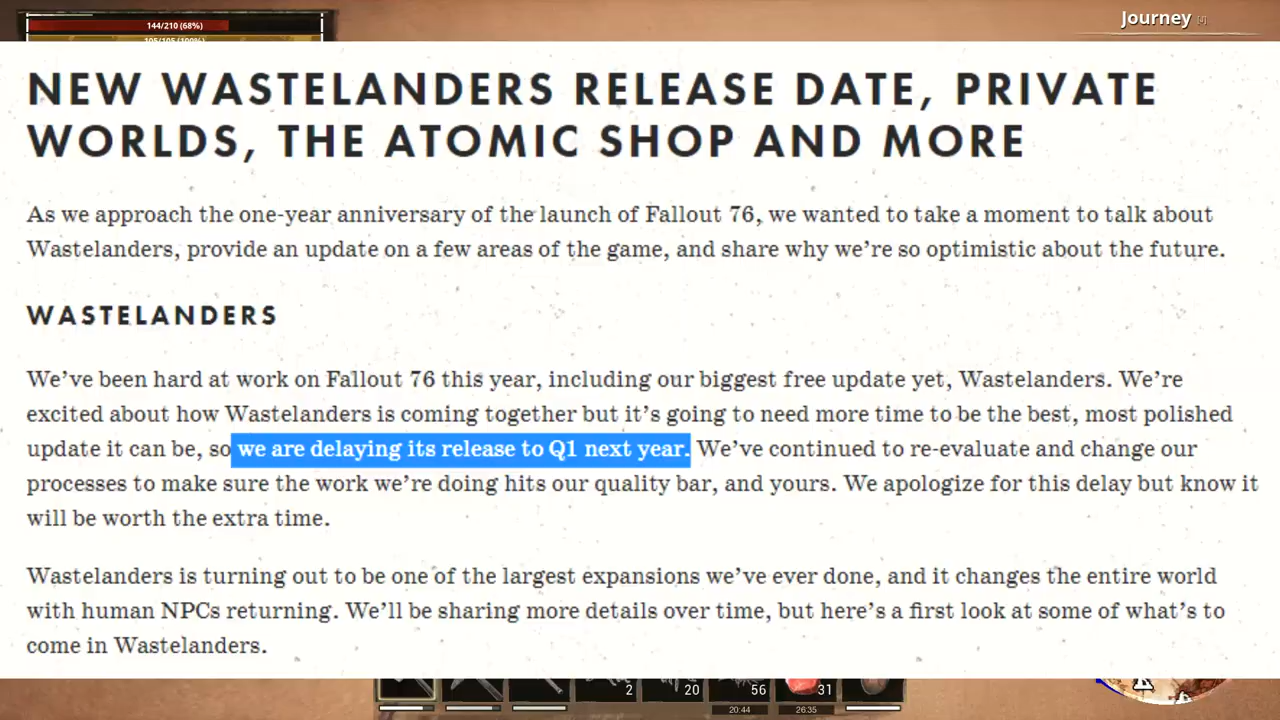 144/210 (68%)
Journey [J]
105/105 (100%)
NEW WASTELANDERS RELEASE DATE, PRIVATE
WORLDS, THE ATOMIC SHOP AND MORE
As we approach the one-year anniversary of the launch of Fallout 76, we wanted to take a moment to talk about
Wastelanders, provide an update on a few areas of the game, and share why we’re so optimistic about the future.
WASTELANDERS
We’ve been hard at work on Fallout 76 this year, including our biggest free update yet, Wastelanders. We’re
excited about how Wastelanders is coming together but it’s going to need more time to be the best, most polished
update it can be, so we are delaying its release to Q1 next year. We’ve continued to re-evaluate and change our
processes to make sure the work we’re doing hits our quality bar, and yours. We apologize for this delay but know it
will be worth the extra time.
Wastelanders is turning out to be one of the largest expansions we’ve ever done, and it changes the entire world
with human NPCs returning. We’ll be sharing more details over time, but here’s a first look at some of what’s to
come in Wastelanders.
2 20 56 31
20:44 26:35